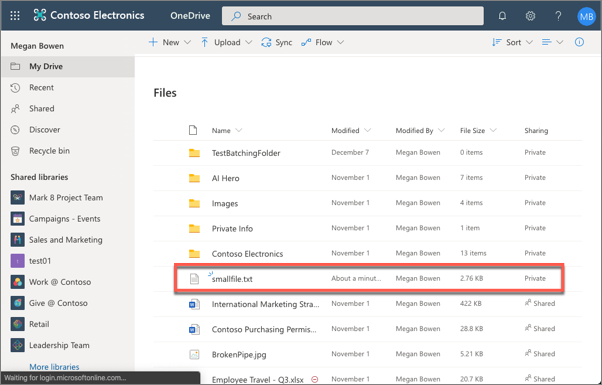 Contoso Electronics OneDrive Search ? MB
Megan Bowen
+ New Upload Sync Flow Sort
My Drive
Recent
Shared
Discover
Recycle bin
Shared libraries
Mark 8 Project Team
Campaigns - Events
Sales and Marketing
test01
Work @ Contoso
Give @ Contoso
Retail
Leadership Team
More libraries
Waiting for login.microsoftonline.com...
Files
Name Modified Modified By File Size Sharing
TestBatchingFolder December 7 Megan Bowen 0 items Private
AI Hero November 1 Megan Bowen 7 items Private
Images November 1 Megan Bowen 4 items Private
Private Info November 1 Megan Bowen 1 item Private
Contoso Electronics November 1 Megan Bowen 13 items Private
smallfile.txt About a minut... Megan Bowen 2.76 KB Private
International Marketing Stra... November 1 Megan Bowen 422 KB Shared
Contoso Purchasing Permis... November 1 Megan Bowen 28.8 KB Shared
BrokenPipe.jpg November 1 Megan Bowen 5.21 KB Shared
Employee Travel - Q3.xlsx November 1 Megan Bowen 20.7 KB Shared